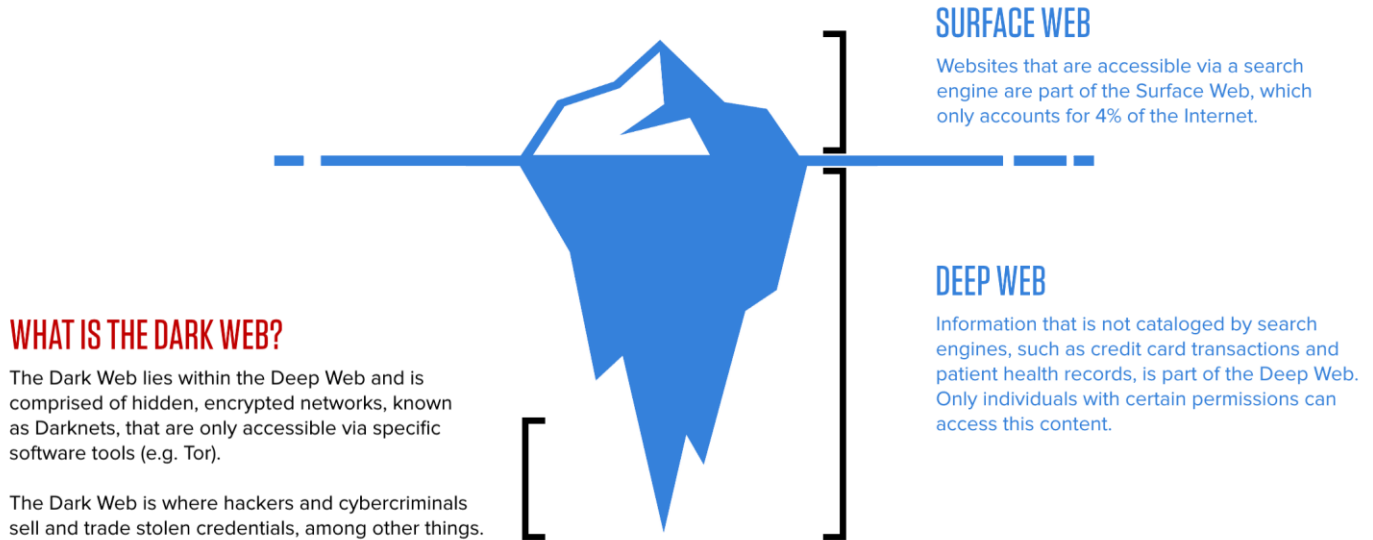 SURFACE WEB
Websites that are accessible via a search
engine are part of the Surface Web, which
only accounts for 4% of the Internet.
DEEP WEB
Information that is not cataloged by search
engines, such as credit card transactions and
patient health records, is part of the Deep Web.
Only individuals with certain permissions can
access this content.
WHAT IS THE DARK WEB?
The Dark Web lies within the Deep Web and is
comprised of hidden, encrypted networks, known
as Darknets, that are only accessible via specific
software tools (e.g. Tor).
The Dark Web is where hackers and cybercriminals
sell and trade stolen credentials, among other things.